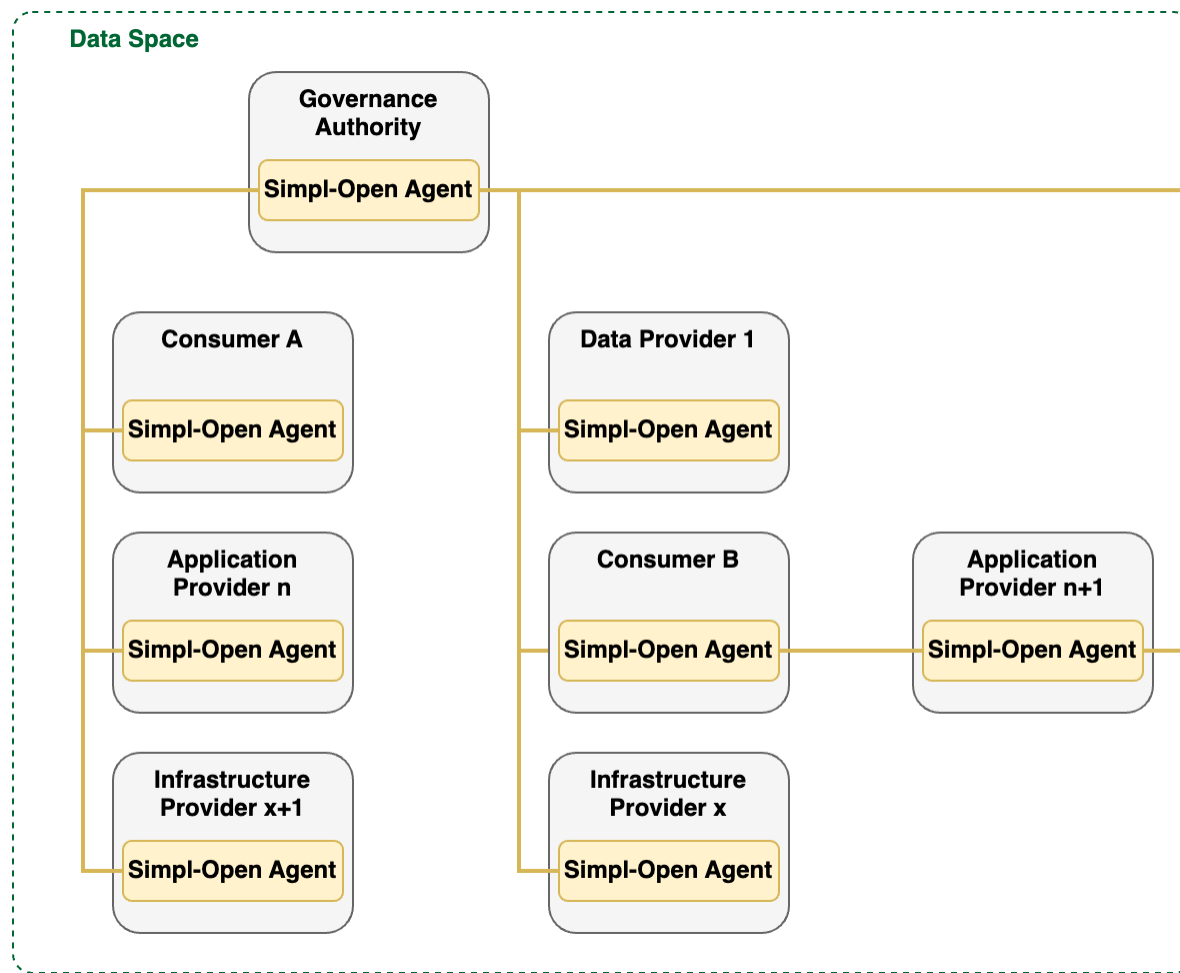 Data Space
Governance
Authority
Simpl-Open Agent
Consumer A
Simpl-Open Agent
Data Provider 1
Simpl-Open Agent
Application
Provider n
Simpl-Open Agent
Consumer B
Simpl-Open Agent
Application
Provider n+1
Simpl-Open Agent
Infrastructure
Provider x+1
Simpl-Open Agent
Infrastructure
Provider x
Simpl-Open Agent